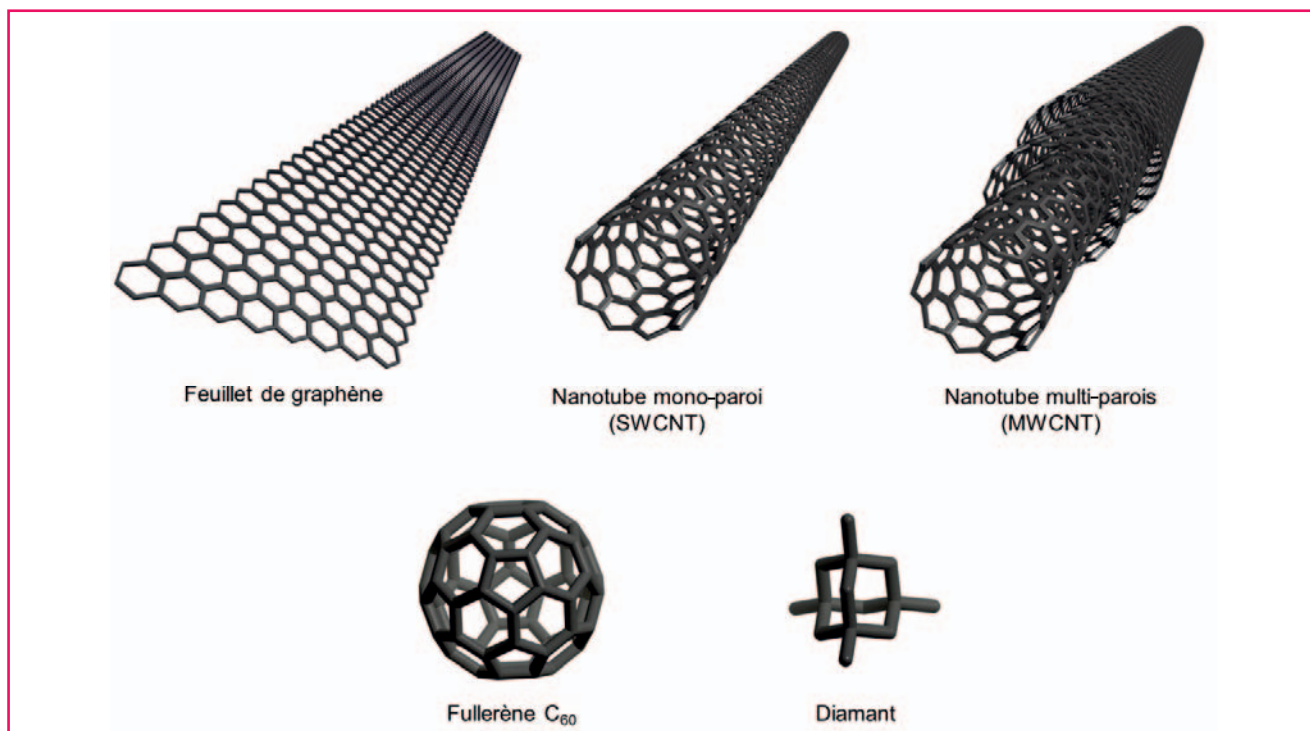 Feuillet de graphène
Nanotube mono-paroi
(SWCNT)
Nanotube multi-parois
(MWCNT)
Fullerène C₆₀
Diamant